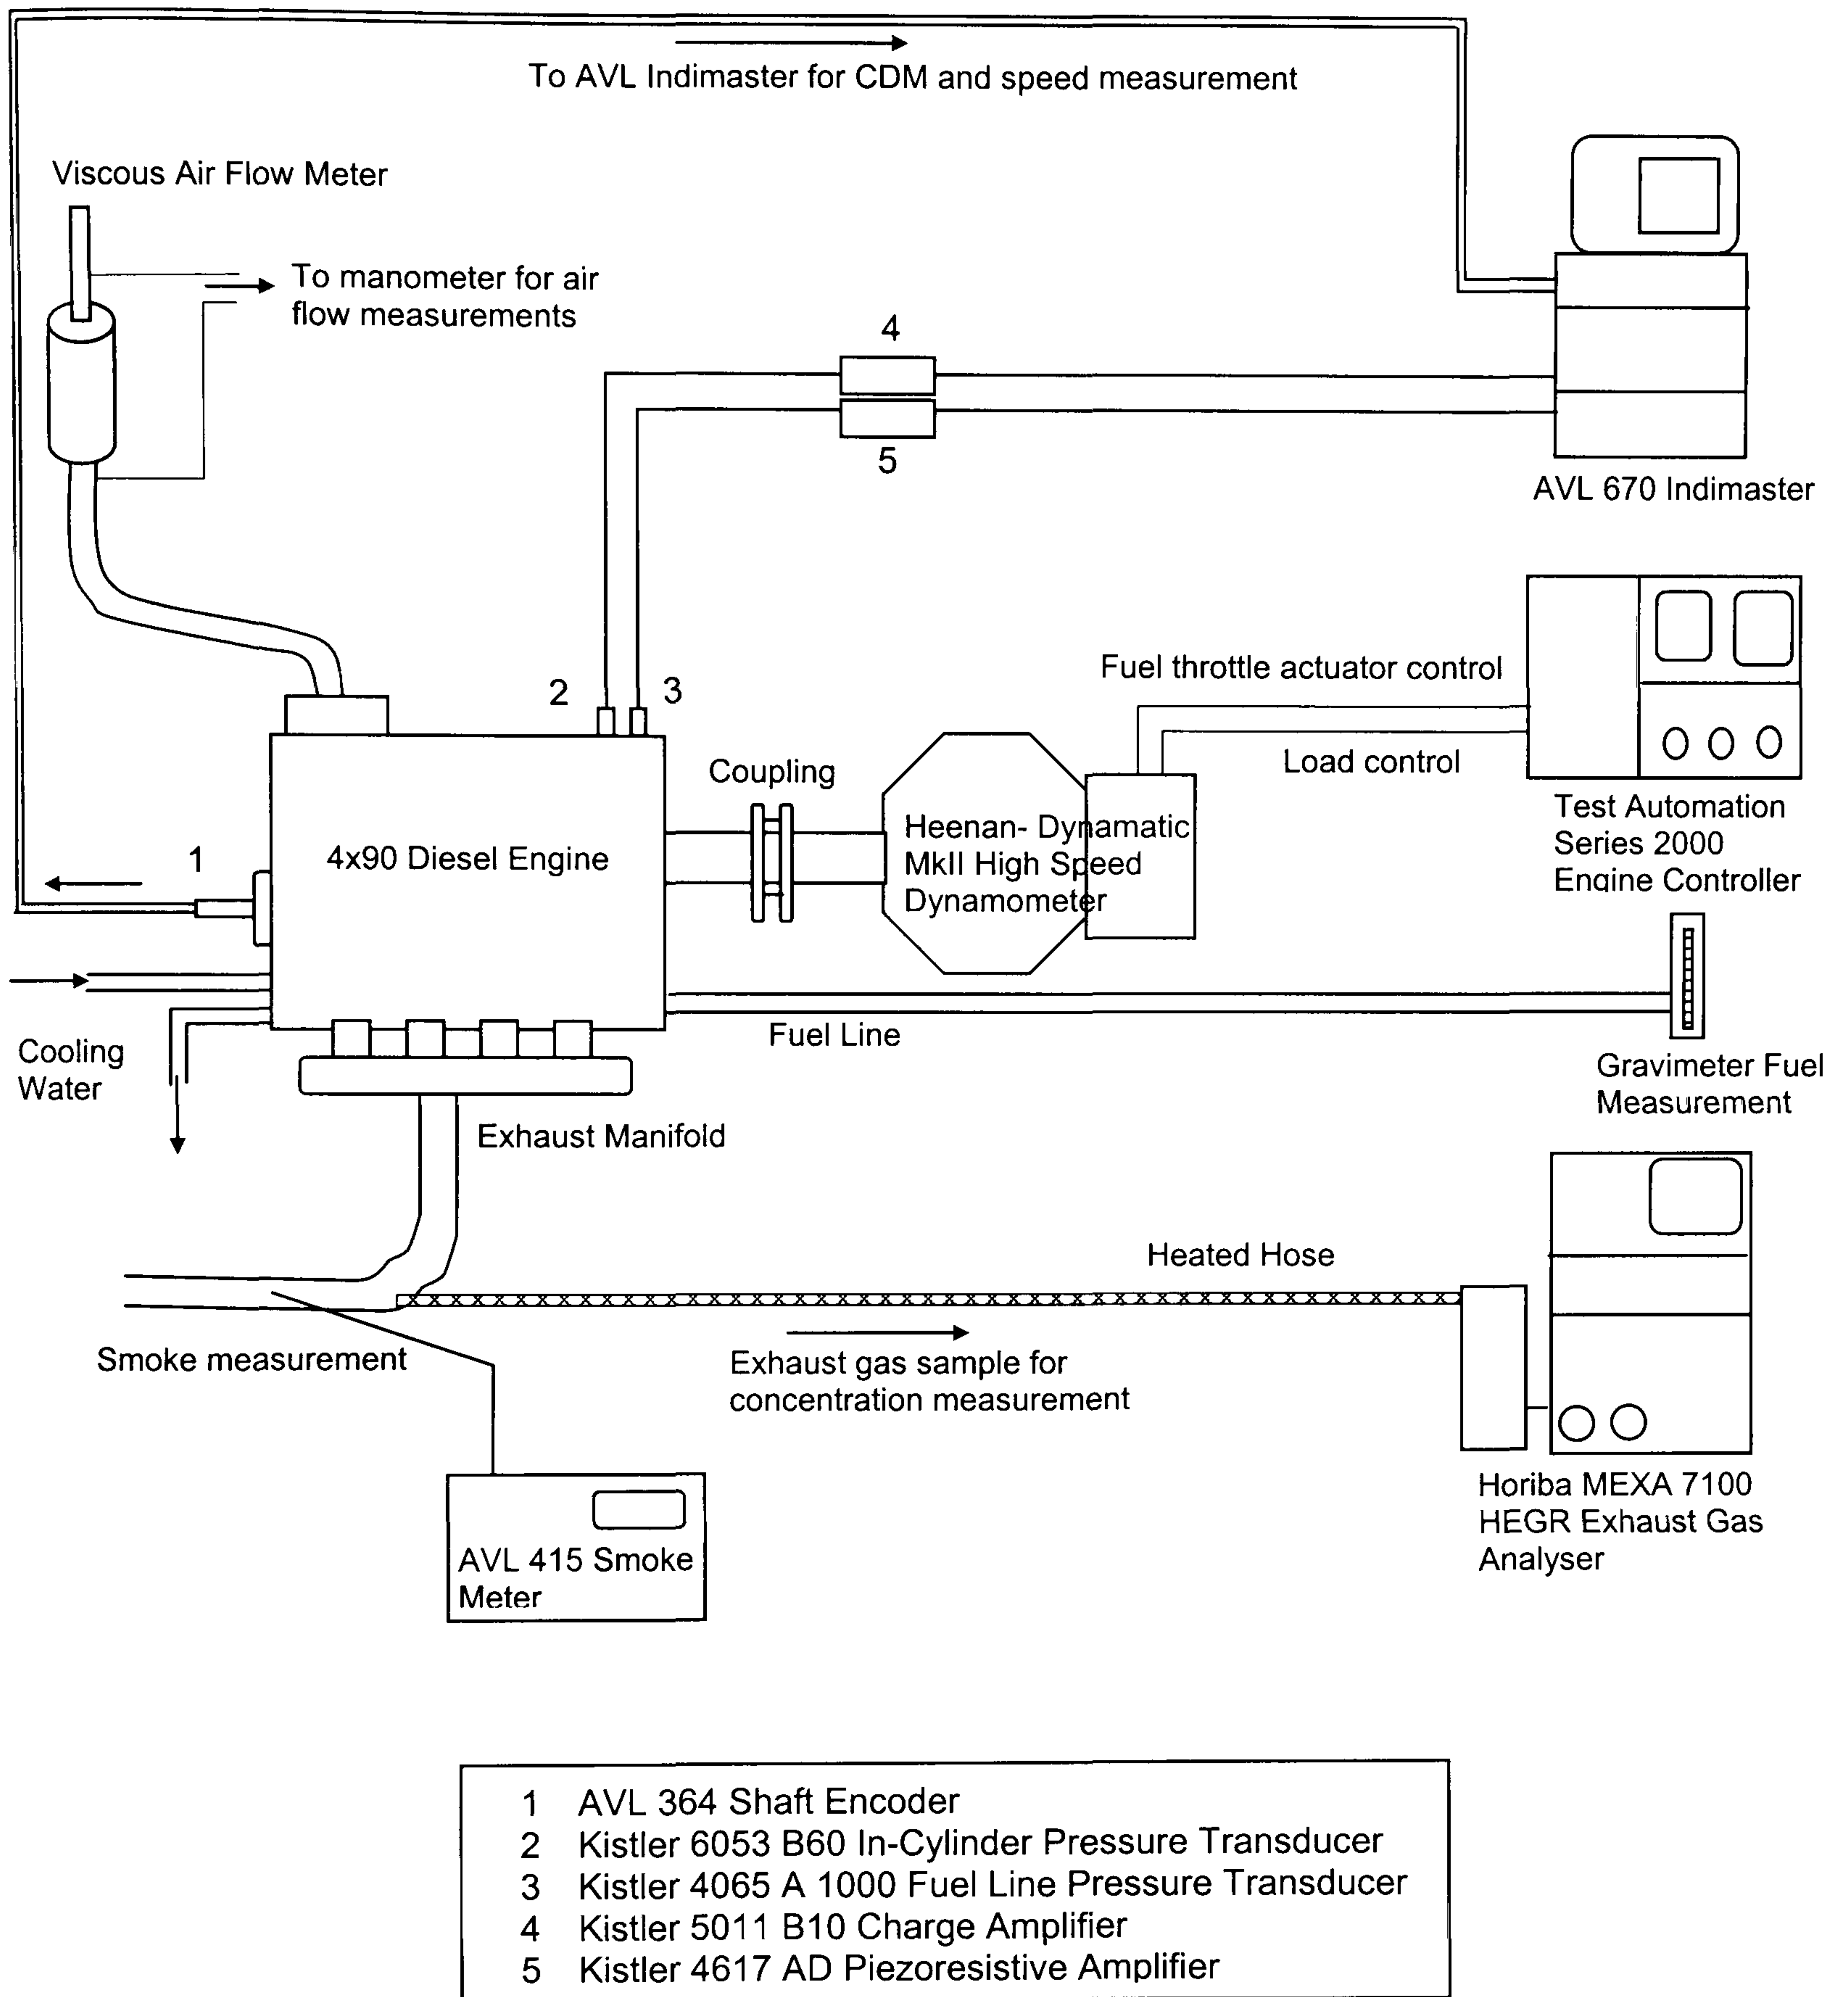 To AVL Indimaster for CDM and speed measurement
Viscous Air Flow Meter
To manometer for air
flow measurements
4
5
AVL 670 Indimaster
2
3
Fuel throttle actuator control
Load control
Coupling
Test Automation
Series 2000
Engine Controller
1
4x90 Diesel Engine
Heenan- Dynamatic
MkII High Speed
Dynamometer
Fuel Line
Cooling
Water
Gravimeter Fuel
Measurement
Exhaust Manifold
Heated Hose
Smoke measurement
Exhaust gas sample for
concentration measurement
Horiba MEXA 7100
HEGR Exhaust Gas
Analyser
AVL 415 Smoke
Meter
1 AVL 364 Shaft Encoder
2 Kistler 6053 B60 In-Cylinder Pressure Transducer
3 Kistler 4065 A 1000 Fuel Line Pressure Transducer
4 Kistler 5011 B10 Charge Amplifier
5 Kistler 4617 AD Piezoresistive Amplifier